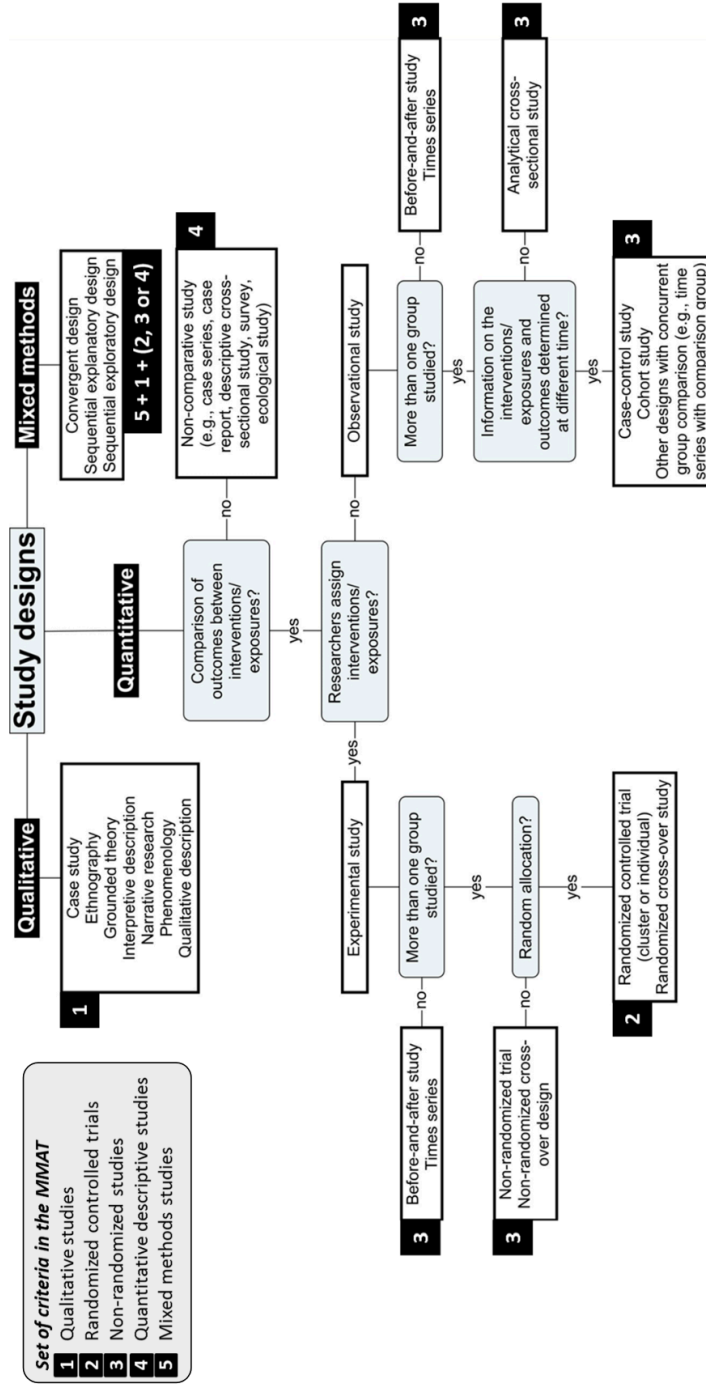 Set of criteria in the MMAT
1 Qualitative studies
2 Randomized controlled trials
3 Non-randomized studies
4 Quantitative descriptive studies
5 Mixed methods studies
Study designs
Qualitative
1
Case study
Ethnography
Grounded theory
Interpretive description
Narrative research
Phenomenology
Qualitative description
Quantitative
Mixed methods
Convergent design
Sequential explanatory design
Sequential exploratory design
5 + 1 + (2, 3 or 4)
Comparison of
outcomes between
interventions/
exposures?
no
4
Non-comparative study
(e.g., case series, case
report, descriptive cross-
sectional study, survey,
ecological study)
yes
Researchers assign
interventions/
exposures?
yes
no
Experimental study
More than one group
studied?
no
3
Before-and-after study
Times series
yes
Random allocation?
no
3
Non-randomized trial
Non-randomized cross-
over design
yes
2
Randomized controlled trial
(cluster or individual)
Randomized cross-over study
Observational study
More than one group
studied?
no
3
Before-and-after study
Times series
yes
Information on the
interventions/
exposures and
outcomes determined
at different time?
no
3
Analytical cross-
sectional study
yes
3
Case-control study
Cohort study
Other designs with concurrent
group comparison (e.g., time
series with comparison group)